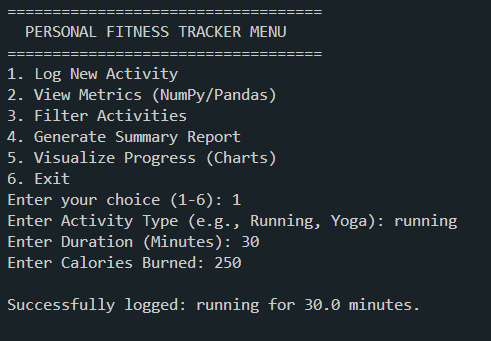 ===================================
PERSONAL FITNESS TRACKER MENU
===================================
1. Log New Activity
2. View Metrics (NumPy/Pandas)
3. Filter Activities
4. Generate Summary Report
5. Visualize Progress (Charts)
6. Exit
Enter your choice (1-6): 1
Enter Activity Type (e.g., Running, Yoga): running
Enter Duration (Minutes): 30
Enter Calories Burned: 250
Successfully logged: running for 30.0 minutes.